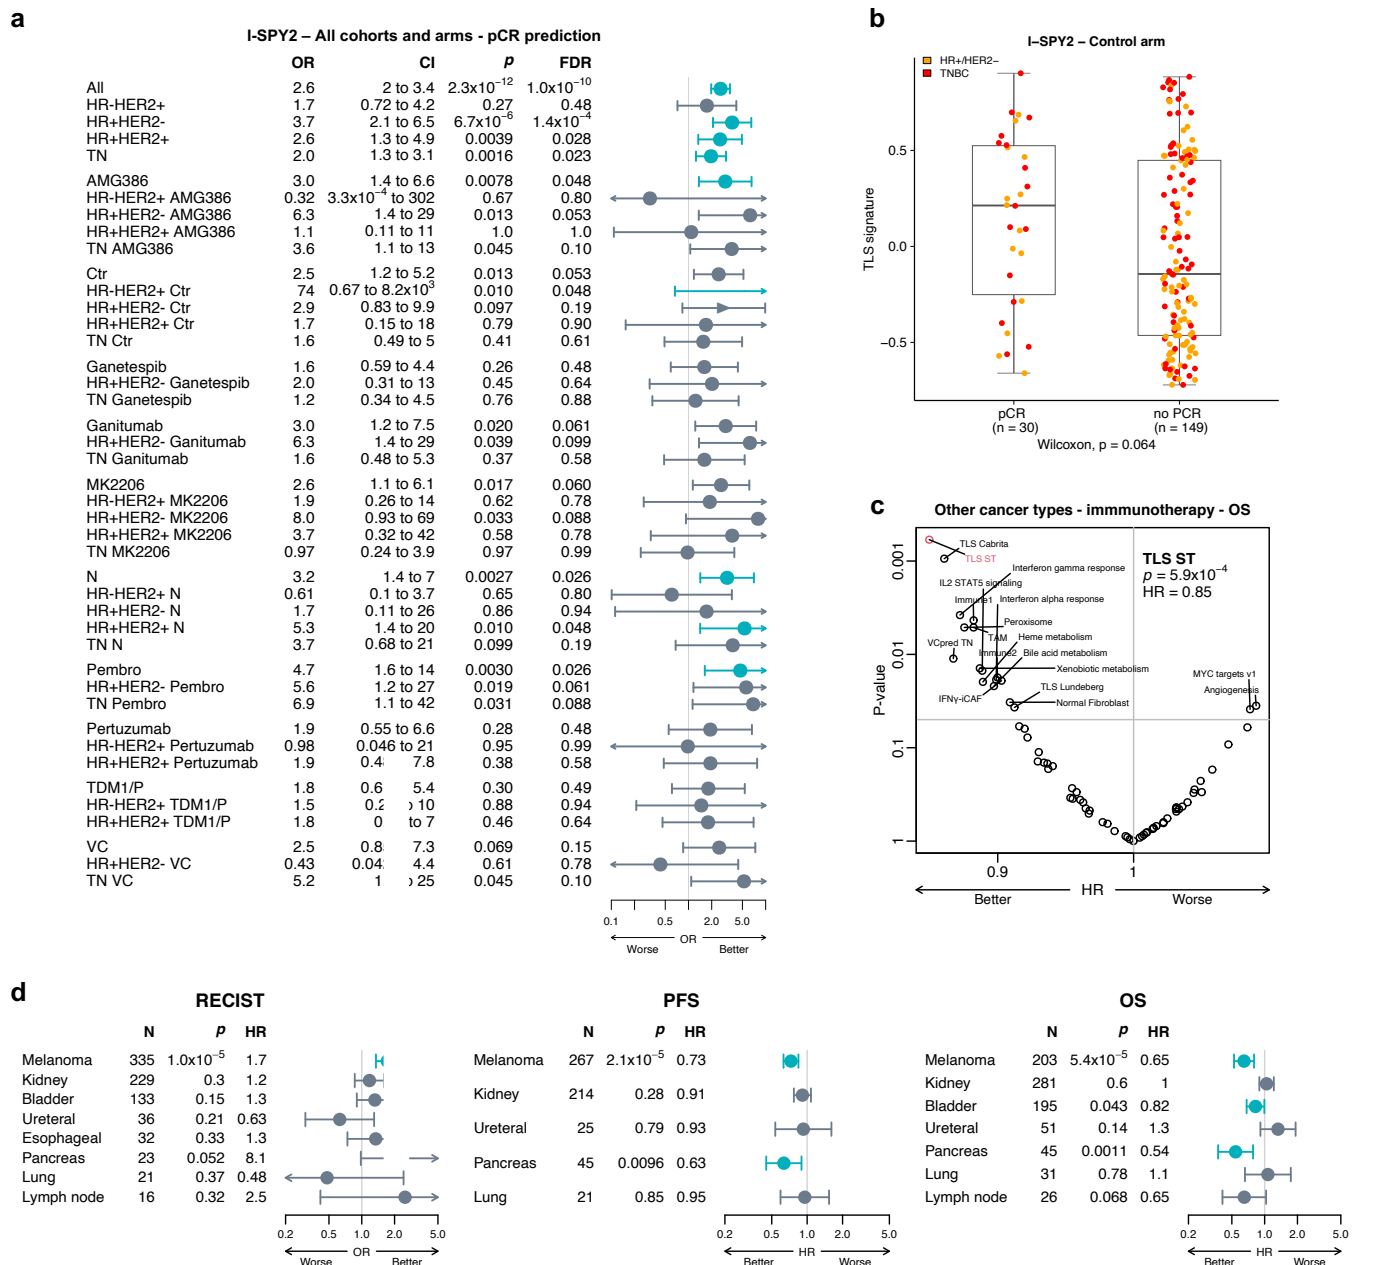 a
I-SPY2 – All cohorts and arms - pCR prediction
OR CI p FDR
All 2.6 2 to 3.4 2.3x10−12 1.0x10−10
HR-HER2+ 1.7 0.72 to 4.2 0.27 0.48
HR+HER2- 3.7 2.1 to 6.5 6.7x10−6 1.4x10−4
HR+HER2+ 2.6 1.3 to 4.9 0.0039 0.028
TN 2.0 1.3 to 3.1 0.0016 0.023
AMG386 3.0 1.4 to 6.6 0.0078 0.048
HR-HER2+ AMG386 0.32 3.3x10−4 to 302 0.67 0.80
HR+HER2- AMG386 6.3 1.4 to 29 0.013 0.053
HR+HER2+ AMG386 1.1 0.11 to 11 1.0 1.0
TN AMG386 3.6 1.1 to 13 0.045 0.10
Ctr 2.5 1.2 to 5.2 0.013 0.053
HR-HER2+ Ctr 74 0.67 to 8.2x103 0.010 0.048
HR+HER2- Ctr 2.9 0.83 to 9.9 0.097 0.19
HR+HER2+ Ctr 1.7 0.15 to 18 0.79 0.90
TN Ctr 1.6 0.49 to 5 0.41 0.61
Ganetespib 1.6 0.59 to 4.4 0.26 0.48
HR+HER2- Ganetespib 2.0 0.31 to 13 0.45 0.64
TN Ganetespib 1.2 0.34 to 4.5 0.76 0.88
Ganitumab 3.0 1.2 to 7.5 0.020 0.061
HR+HER2- Ganitumab 6.3 1.4 to 29 0.039 0.099
TN Ganitumab 1.6 0.48 to 5.3 0.37 0.58
MK2206 2.6 1.1 to 6.1 0.017 0.060
HR-HER2+ MK2206 1.9 0.26 to 14 0.62 0.78
HR+HER2- MK2206 8.0 0.93 to 69 0.033 0.088
HR+HER2+ MK2206 3.7 0.32 to 42 0.58 0.78
TN MK2206 0.97 0.24 to 3.9 0.97 0.99
N 3.2 1.4 to 7 0.0027 0.026
HR-HER2+ N 0.61 0.1 to 3.7 0.65 0.80
HR+HER2- N 1.7 0.11 to 26 0.86 0.94
HR+HER2+ N 5.3 1.4 to 20 0.010 0.048
TN N 3.7 0.68 to 21 0.099 0.19
Pembro 4.7 1.6 to 14 0.0030 0.026
HR+HER2- Pembro 5.6 1.2 to 27 0.019 0.061
TN Pembro 6.9 1.1 to 42 0.031 0.088
Pertuzumab 1.9 0.55 to 6.6 0.28 0.48
HR-HER2+ Pertuzumab 0.98 0.046 to 21 0.95 0.99
HR+HER2+ Pertuzumab 1.9 7.8 0.38 0.58
TDM1/P 1.8 0.6 5.4 0.30 0.49
HR-HER2+ TDM1/P 1.5 10 0.88 0.94
HR+HER2+ TDM1/P 1.8 0 to 7 0.46 0.64
VC 2.5 7.3 0.069 0.15
HR+HER2- VC 0.43 4.4 0.61 0.78
TN VC 5.2 1 25 0.045 0.10
0.1 0.5 2.0 5.0
OR
Worse Better
b
I–SPY2 – Control arm
HR+/HER2−
TNBC
TLS signature
0.5
0.0
−0.5
pCR
(n = 30)
no PCR
(n = 149)
Wilcoxon, p = 0.064
c
Other cancer types - immmunotherapy - OS
TLS Cabrita
TLS ST
Interferon gamma response
IL2 STAT5 signaling
Immune1
Interferon alpha response
Peroxisome
TAM
Heme metabolism
VCpred TN
Immune2
Bile acid metabolism
Xenobiotic metabolism
IFNγ-iCAF
TLS Lundeberg
Normal Fibroblast
MYC targets v1
Angiogenesis
TLS ST
p = 5.9x10−4
HR = 0.85
P-value
0.001
0.01
0.1
1
0.9 1
HR
Better Worse
d
RECIST
N p HR
Melanoma 335 1.0x10−5 1.7
Kidney 229 0.3 1.2
Bladder 133 0.15 1.3
Ureteral 36 0.21 0.63
Esophageal 32 0.33 1.3
Pancreas 23 0.052 8.1
Lung 21 0.37 0.48
Lymph node 16 0.32 2.5
0.2 0.5 1.0 2.0 5.0
OR
Worse Better
PFS
N p HR
Melanoma 267 2.1x10−5 0.73
Kidney 214 0.28 0.91
Ureteral 25 0.79 0.93
Pancreas 45 0.0096 0.63
Lung 21 0.85 0.95
0.2 0.5 1.0 2.0 5.0
HR
Better Worse
OS
N p HR
Melanoma 203 5.4x10−5 0.65
Kidney 281 0.6 1
Bladder 195 0.043 0.82
Ureteral 51 0.14 1.3
Pancreas 45 0.0011 0.54
Lung 31 0.78 1.1
Lymph node 26 0.068 0.65
0.2 0.5 1.0 2.0 5.0
HR
Better Worse